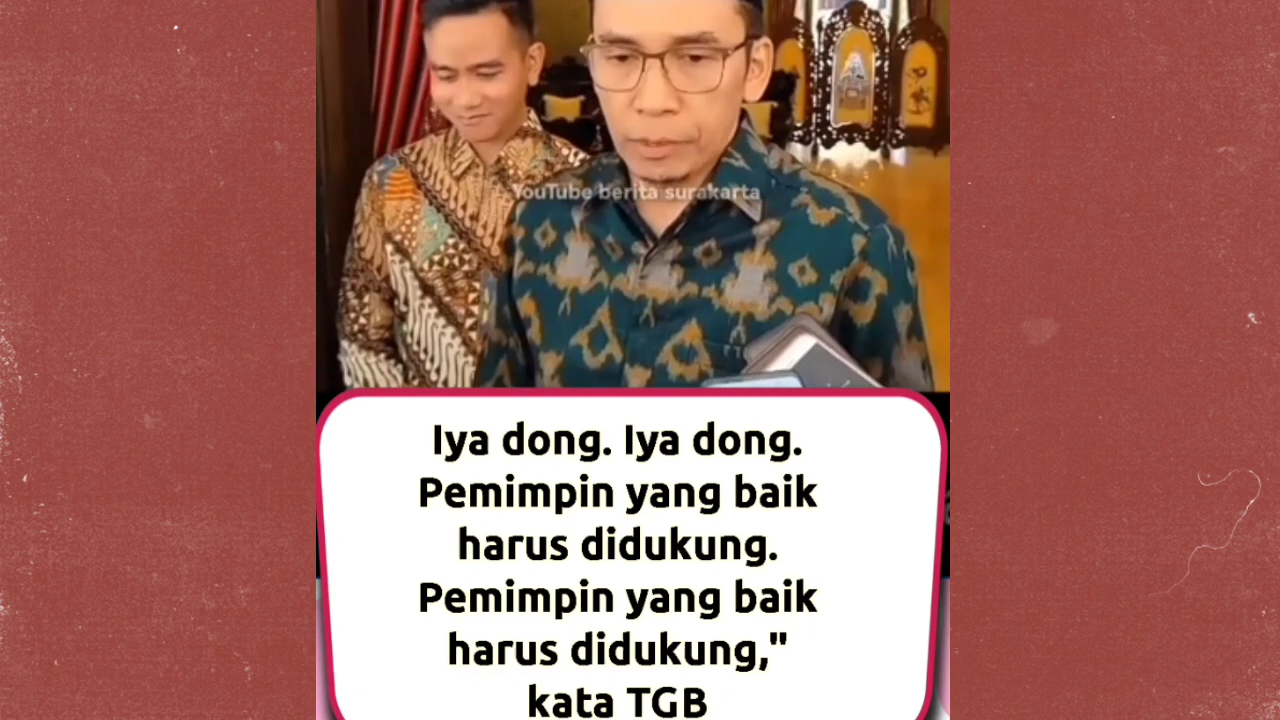 YouTube berita surakarta
Iya dong. Iya dong.
Pemimpin yang baik
harus didukung.
Pemimpin yang baik
harus didukung,"
kata TGB